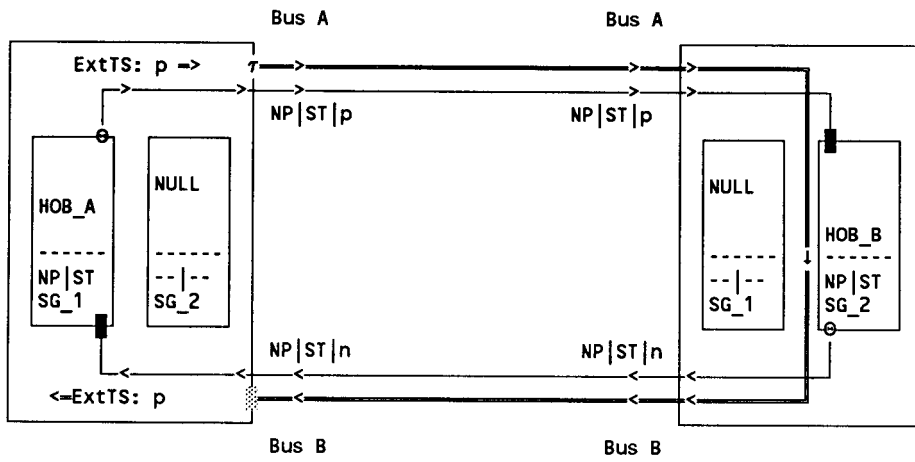 Bus A
Bus A
ExtTS: p => τ
NP|ST|p
NP|ST|p
NULL
NULL
HOB_A
HOB_B
-------
-------
-------
-------
NP|ST
--|--
--|--
NP|ST
SG_1
SG_2
SG_1
SG_2
NP|ST|n
NP|ST|n
<=ExtTS: p
Bus B
Bus B